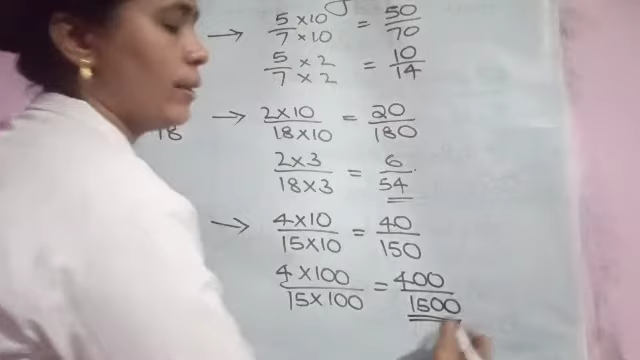 → 5 × 10 / 7 × 10 = 50/70
5 × 2 / 7 × 2 = 10/14
18 → 2 × 10 / 18 × 10 = 20/180
2 × 3 / 18 × 3 = 6/54
→ 4 × 10 / 15 × 10 = 40/150
4 × 100 / 15 × 100 = 400/1500